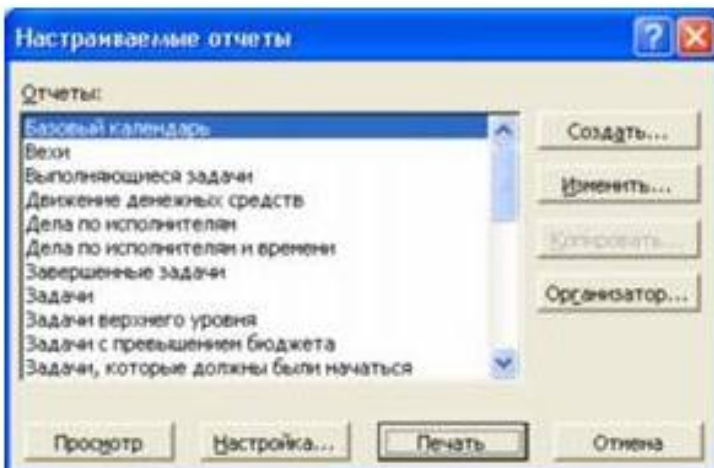 Настраиваемые отчеты
Отчеты:
Базовый календарь
Вехи
Выполняющиеся задачи
Движение денежных средств
Дела по исполнителям
Дела по исполнителям и времени
Завершенные задачи
Задачи
Задачи верхнего уровня
Задачи с превышением бюджета
Задачи, которые должны были начаться
Создать...
Изменить...
Копировать...
Организатор...
Просмотр
Настройка...
Печать
Отмена